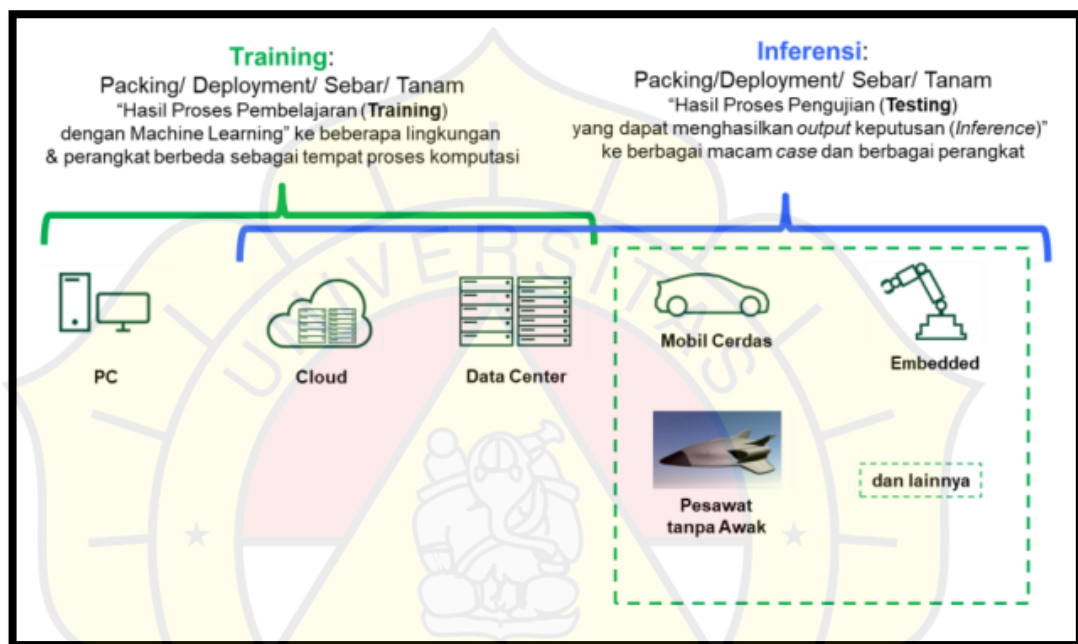 Training:
Packing/ Deployment/ Sebar/ Tanam
“Hasil Proses Pembelajaran (Training)
dengan Machine Learning” ke beberapa lingkungan
& perangkat berbeda sebagai tempat proses komputasi
Inferensi:
Packing/Deployment/ Sebar/ Tanam
“Hasil Proses Pengujian (Testing)
yang dapat menghasilkan output keputusan (Inference)”
ke berbagai macam case dan berbagai perangkat
UNIVERSITAS
PC
Cloud
Data Center
Mobil Cerdas
Embedded
Pesawat
tanpa Awak
dan lainnya